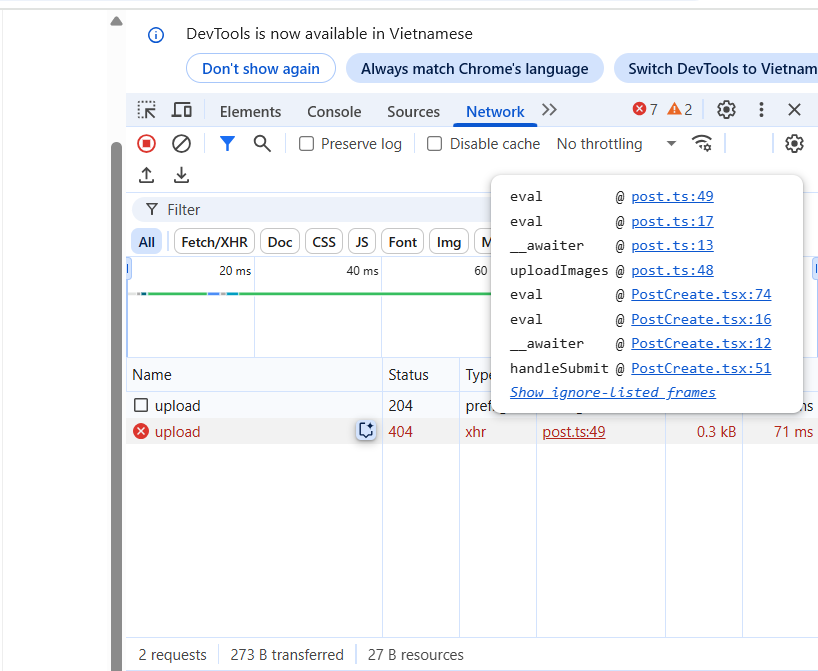 DevTools is now available in Vietnamese
Don't show again Always match Chrome's language Switch DevTools to Vietnam
Elements Console Sources Network 7 2
Preserve log Disable cache No throttling
Filter
All Fetch/XHR Doc CSS JS Font Img M
20 ms 40 ms 60
eval @ post.ts:49
eval @ post.ts:17
__awaiter @ post.ts:13
uploadImages @ post.ts:48
eval @ PostCreate.tsx:74
eval @ PostCreate.tsx:16
__awaiter @ PostCreate.tsx:12
handleSubmit @ PostCreate.tsx:51
Show ignore-listed frames
Name Status Type
upload 204 ms
upload 404 xhr post.ts:49 0.3 kB 71 ms
2 requests 273 B transferred 27 B resources